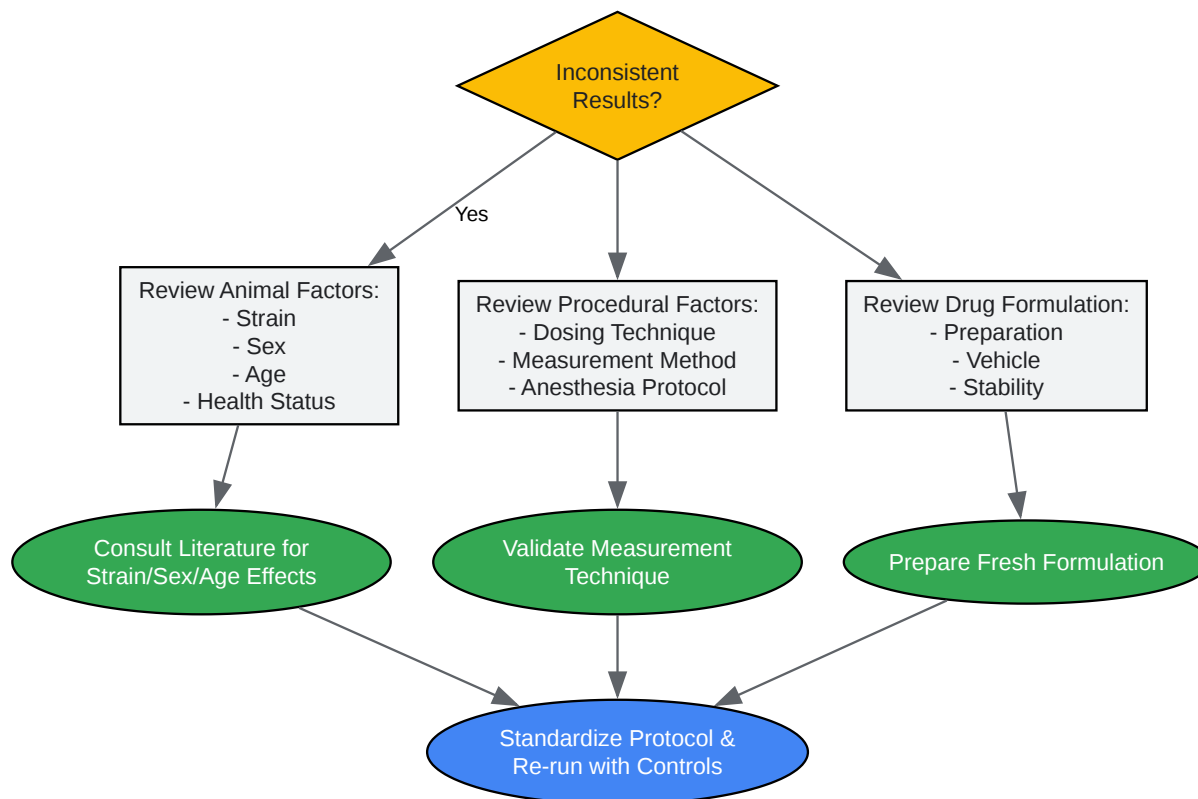 Inconsistent
Results?
Yes
Review Animal Factors:
- Strain
- Sex
- Age
- Health Status
Review Procedural Factors:
- Dosing Technique
- Measurement Method
- Anesthesia Protocol
Review Drug Formulation:
- Preparation
- Vehicle
- Stability
Consult Literature for
Strain/Sex/Age Effects
Validate Measurement
Technique
Prepare Fresh Formulation
Standardize Protocol &
Re-run with Controls